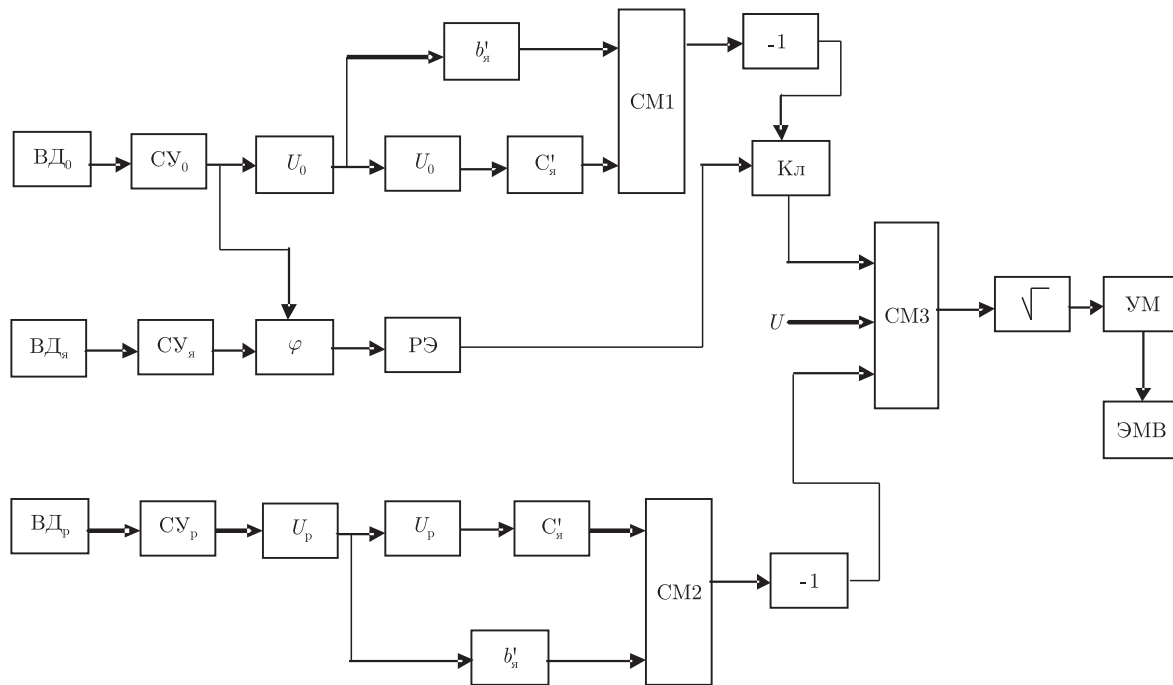 b'я
СМ1
-1
ВД₀
СУ₀
U₀
U₀
С'я
Кл
ВДя
СУя
φ
РЭ
U
СМ3
√
УМ
ЭМВ
ВДр
СУр
Uр
Uр
С'я
СМ2
-1
b'я